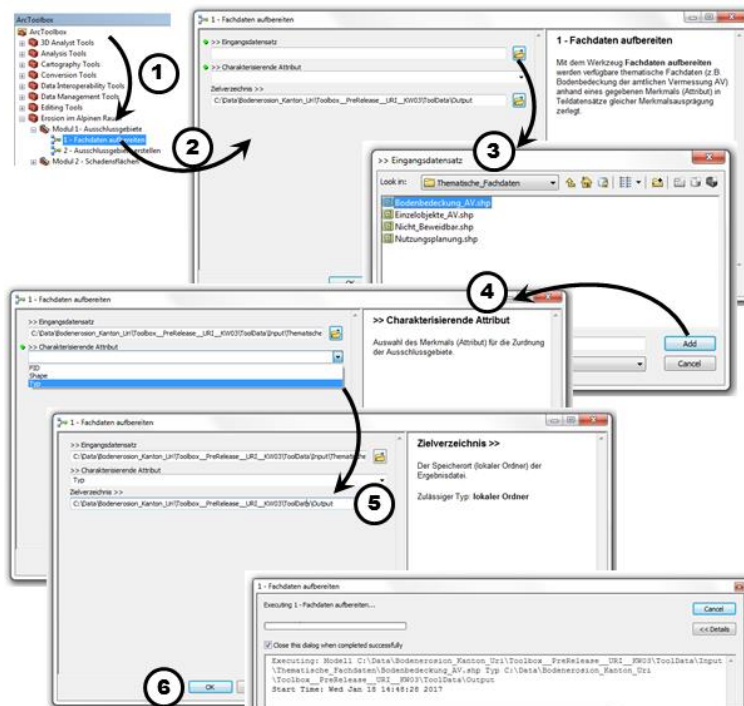 ArcToolbox
ArcToolbox
3D Analyst Tools
Analysis Tools
Cartography Tools
Conversion Tools
Data Interoperability Tools
Data Management Tools
Editing Tools
Erosion im Alpinen Raum
Modul 1 - Ausschlussgebiete
1 - Fachdaten aufbereiten
2 - Ausschlussgebiete erstellen
Modul 2 - Schadensflächen
1
2
1 - Fachdaten aufbereiten
>> Eingangsdatensatz
>> Charakterisierende Attribut
Zielverzeichnis >>
C:\Data\Bodenerosion_Kanton_Uri\Toolbox__PreRelease__URI__KW03\ToolData\Output
OK
1 - Fachdaten aufbereiten
Mit dem Werkzeug Fachdaten aufbereiten
werden verfügbare thematische Fachdaten (z.B.
Bodenbedeckung der amtlichen Vermessung AV)
anhand eines gegebenen Merkmals (Attribut) in
Teildatensätze gleicher Merkmalsausprägung
zerlegt.
3
>> Eingangsdatensatz
Look in:
Thematische_Fachdaten
Bodenbedeckung_AV.shp
Einzelobjekte_AV.shp
Nicht_Beweidbar.shp
Nutzungsplanung.shp
Add
Cancel
4
1 - Fachdaten aufbereiten
>> Eingangsdatensatz
C:\Data\Bodenerosion_Kanton_Uri\Toolbox__PreRelease__URI__KW03\ToolData\Input\Thematische
>> Charakterisierende Attribut
FID
Shape
Typ
>> Charakterisierende Attribut
Auswahl des Merkmals (Attribut) für die Zurdnung
der Ausschlussgebiete.
1 - Fachdaten aufbereiten
>> Eingangsdatensatz
C:\Data\Bodenerosion_Kanton_Uri\Toolbox__PreRelease__URI__KW03\ToolData\Input\Thematische
>> Charakterisierende Attribut
Typ
Zielverzeichnis >>
C:\Data\Bodenerosion_Kanton_Uri\Toolbox__PreRelease__URI__KW03\ToolData\Output
5
Zielverzeichnis >>
Der Speicherort (lokaler Ordner) der
Ergebnisdatei.
Zulässiger Typ: lokaler Ordner
6
OK
1 - Fachdaten aufbereiten
Executing 1 - Fachdaten aufbereiten...
Cancel
<< Details
Close this dialog when completed successfully
Executing: Modell C:\Data\Bodenerosion_Kanton_Uri\Toolbox__PreRelease__URI__KW03\ToolData\Input
\Thematische_Fachdaten\Bodenbedeckung_AV.shp Typ C:\Data\Bodenerosion_Kanton_Uri
\Toolbox__PreRelease__URI__KW03\ToolData\Output
Start Time: Wed Jan 18 14:48:28 2017